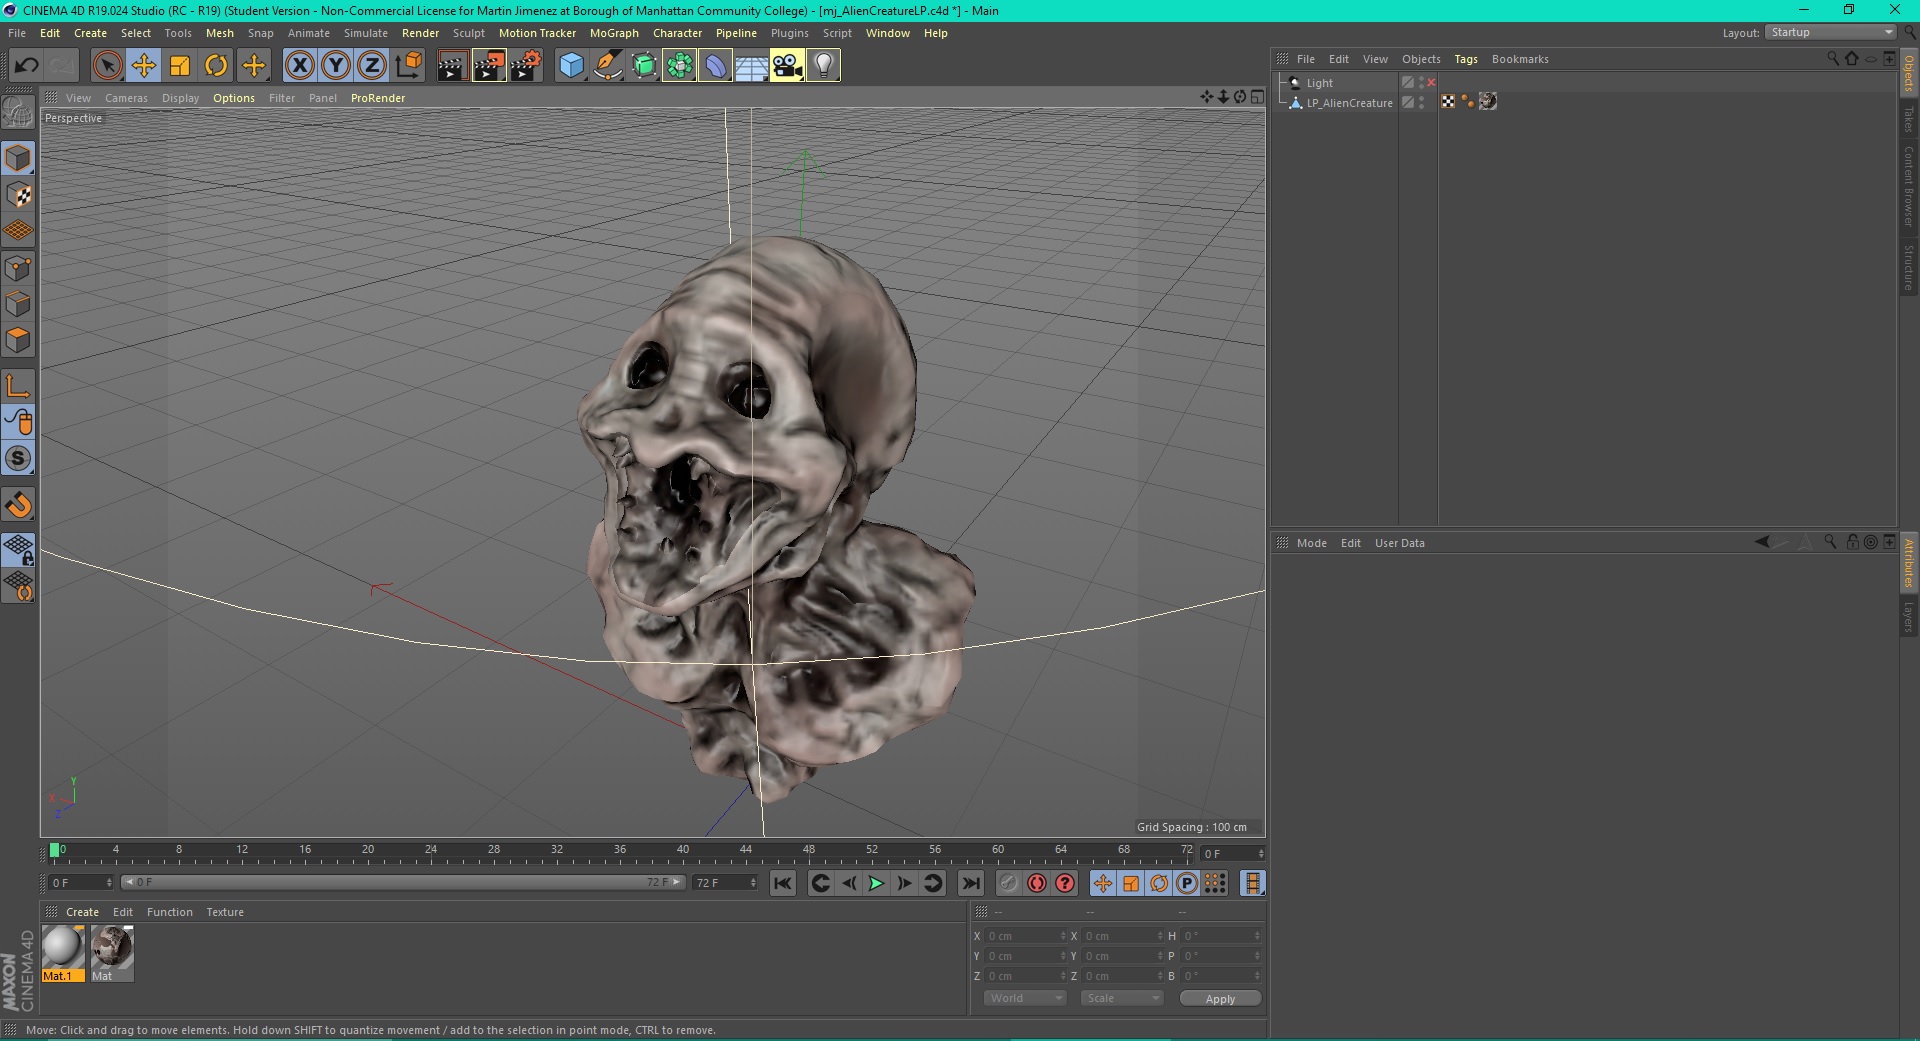 CINEMA 4D R19.024 Studio (RC - R19) (Student Version - Non-Commercial License for Martin Jimenez at Borough of Manhattan Community College) - [mj_AlienCreatureLP.c4d *] - Main
File Edit Create Select Tools Mesh Snap Animate Simulate Render Sculpt Motion Tracker MoGraph Character Pipeline Plugins Script Window Help
Layout: Startup
File Edit View Objects Tags Bookmarks
Light
LP_AlienCreature
Objects
Takes
Content Browser
Structure
View Cameras Display Options Filter Panel ProRender
Perspective
X Y Z
S
Y
X
Z
Grid Spacing : 100 cm
Mode Edit User Data
Attributes
Layers
0 4 8 12 16 20 24 28 32 36 40 44 48 52 56 60 64 68 72
0 F
0 F
0 F 72 F
72 F
P
Create Edit Function Texture
Mat.1
Mat
-- -- --
X 0 cm X 0 cm H 0 °
Y 0 cm Y 0 cm P 0 °
Z 0 cm Z 0 cm B 0 °
World Scale Apply
MAXON
CINEMA 4D
Move: Click and drag to move elements. Hold down SHIFT to quantize movement / add to the selection in point mode, CTRL to remove.